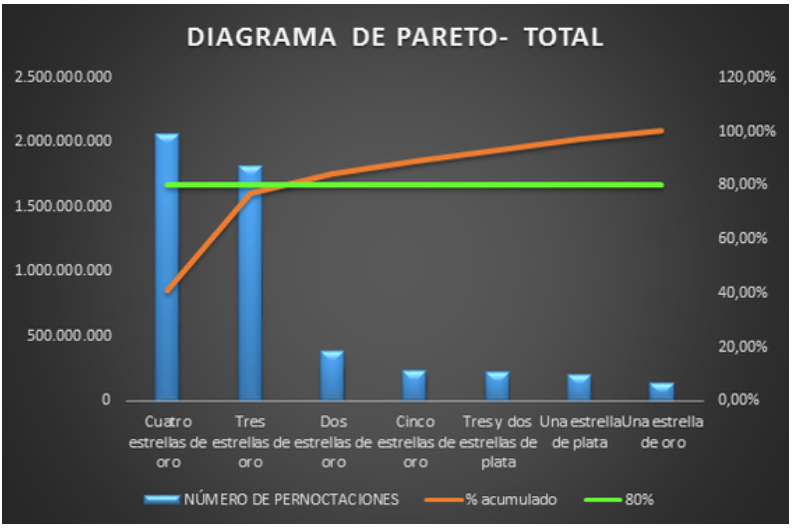 DIAGRAMA DE PARETO- TOTAL
2.500.000.000
2.000.000.000
1.500.000.000
1.000.000.000
500.000.000
0
120,00%
100,00%
80,00%
60,00%
40,00%
20,00%
0,00%
Cuatro
estrellas de
oro
Tres
estrellas de
oro
Dos
estrellas de
oro
Cinco
estrellas de
oro
Tres y dos
estrellas de
plata
Una estrella
de plata
Una estrella
de oro
NÚMERO DE PERNOCTACIONES
% acumulado
80%